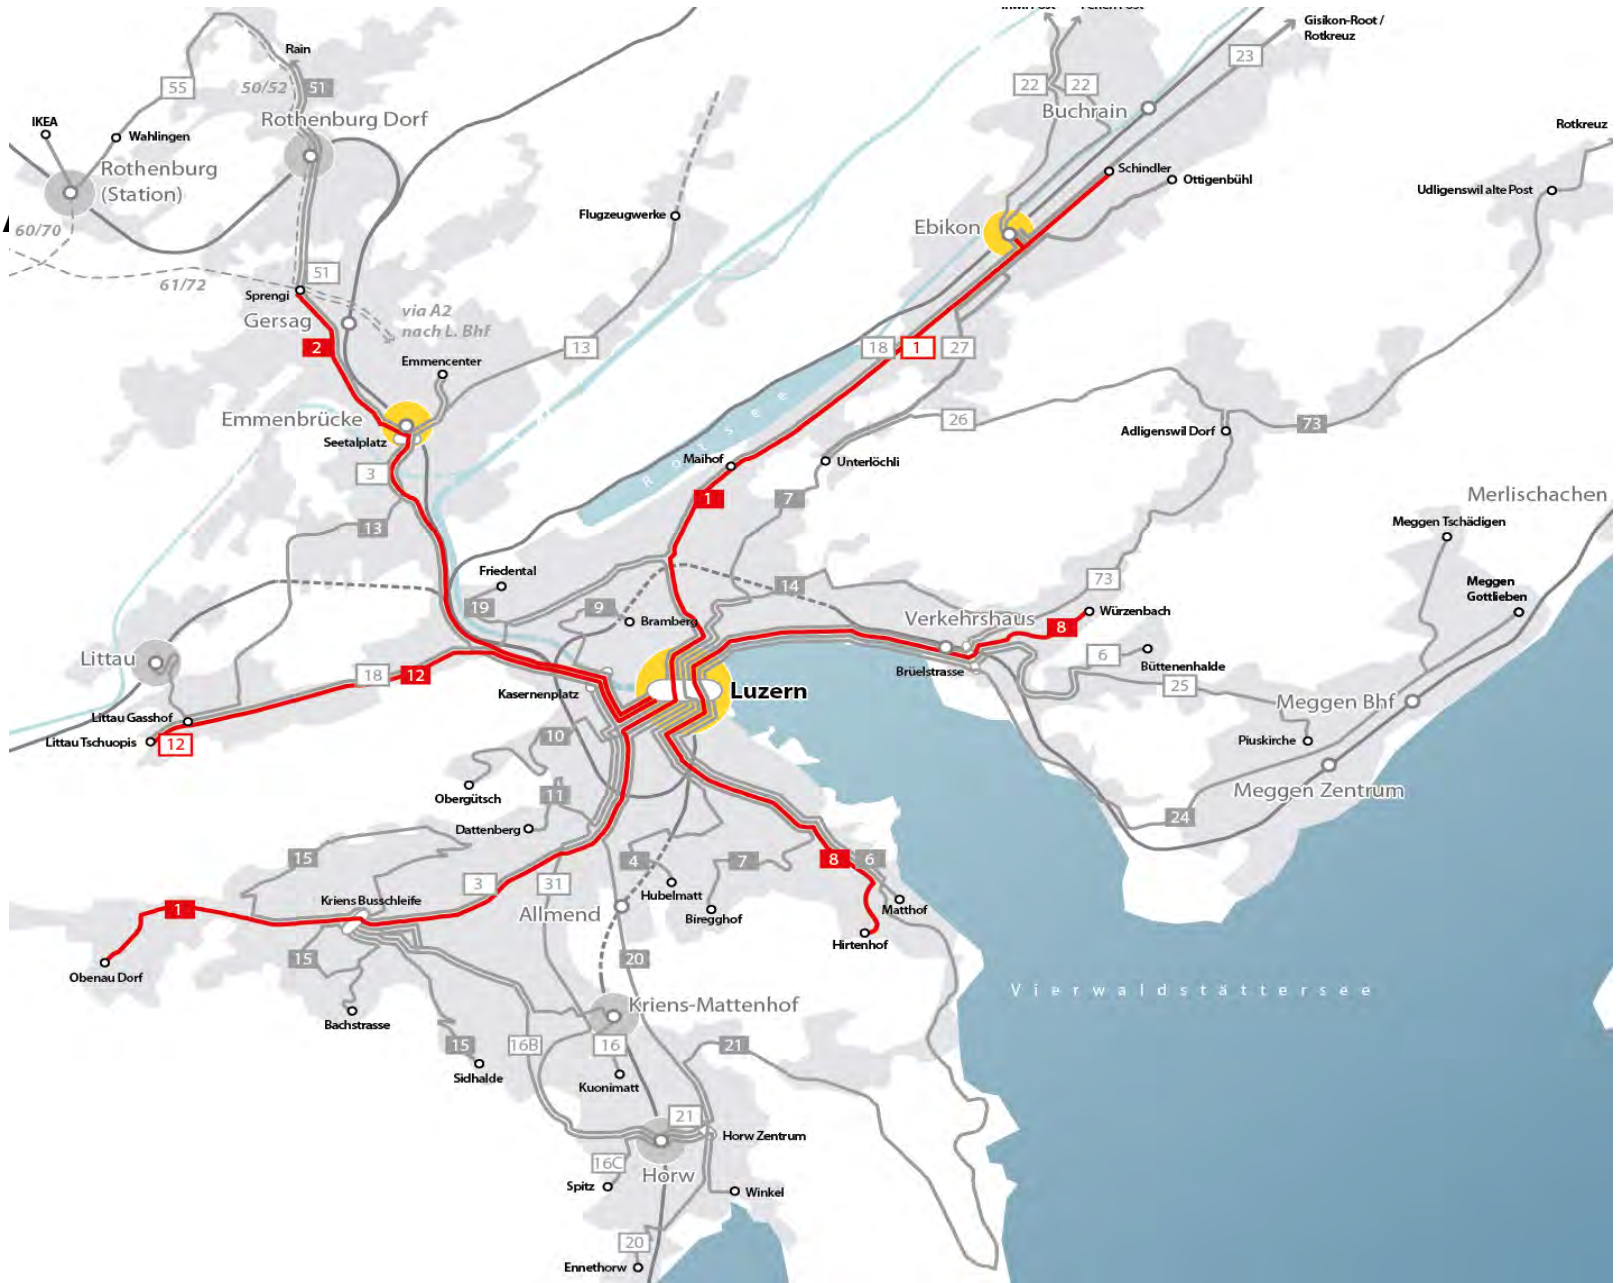 Gisikon-Root /
Rotkreuz
23
Rain
55
50/52
51
22
22
Buchrain
IKEA
Rothenburg Dorf
Rotkreuz
Wahlingen
Rothenburg
(Station)
Schindler
Ottigenbühl
Udligenswil alte Post
Flugzeugwerke
Ebikon
60/70
51
61/72
Sprengi
via A2
nach L. Bhf
Gersag
2
13
18
1
27
Emmencenter
Emmenbrücke
26
73
Seetalplatz
Adligenswil Dorf
Rotsee
Maihof
Unterlöchli
3
1
7
Merlischachen
13
Meggen Tschädigen
Friedental
73
14
Meggen
Gottlieben
19
9
Bramberg
Verkehrshaus
Würzenbach
8
Littau
6
Büttenenhalde
18
12
Brüelstrasse
25
Kasernenplatz
Luzern
Meggen Bhf
Littau Gasshof
Littau Tschuopis
12
10
Piuskirche
Obergütsch
11
Meggen Zentrum
Dattenberg
24
15
4
7
8
6
3
31
Hubelmatt
Kriens Busschleife
1
Allmend
Biregghof
Matthof
Hirtenhof
15
20
Obenau Dorf
Vierwaldstättersee
Kriens-Mattenhof
Bachstrasse
15
16B
16
21
Sidhalde
Kuonimatt
21
Horw Zentrum
16C
Horw
Spitz
Winkel
20
Ennethorw